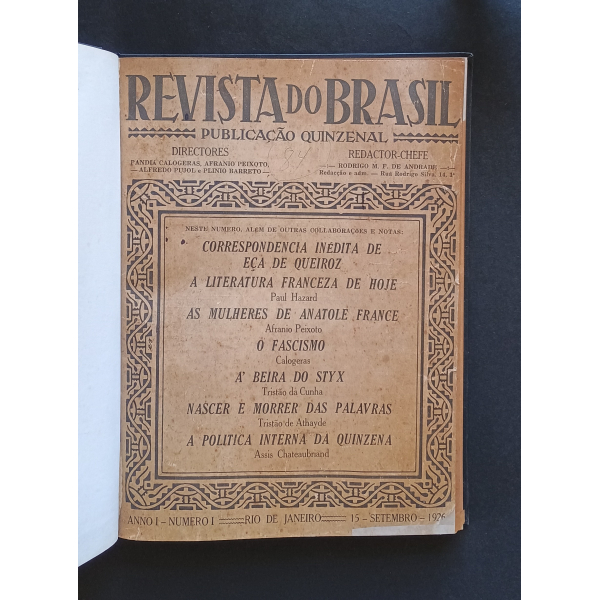 REVISTA DO BRASIL
PUBLICAÇÃO QUINZENAL
DIRECTORES
PANDIÁ CALOGERAS, AFRANIO PEIXOTO,
— ALFREDO PUJOL e PLINIO BARRETO —
REDACTOR-CHEFE
— RODRIGO M. F. DE ANDRADE —
Redacção e adm. — Rua Rodrigo Silva, 14, 2º
NESTE NUMERO, ALÉM DE OUTRAS COLLABORAÇÕES E NOTAS:
CORRESPONDENCIA INÉDITA DE
EÇA DE QUEIROZ
A LITERATURA FRANCEZA DE HOJE
Paul Hazard
AS MULHERES DE ANATOLE FRANCE
Afranio Peixoto
O FASCISMO
Calogeras
A' BEIRA DO STYX
Tristão da Cunha
NASCER E MORRER DAS PALAVRAS
Tristão de Athayde
A POLITICA INTERNA DA QUINZENA
Assis Chateaubriand
ANNO I - NUMERO 1 RIO DE JANEIRO 15 - SETEMBRO - 1926